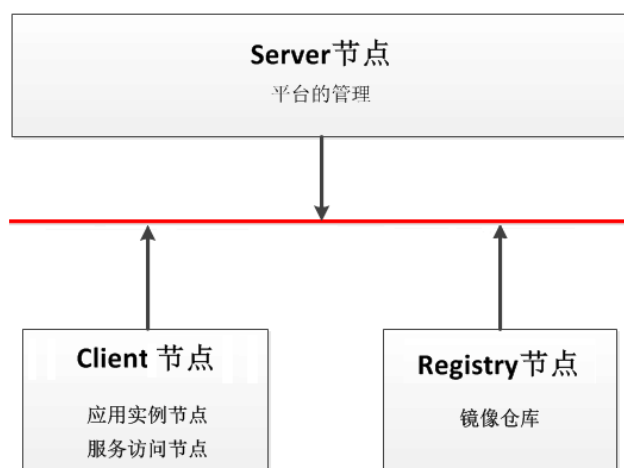 Server节点
平台的管理
Client 节点
应用实例节点
服务访问节点
Registry节点
镜像仓库